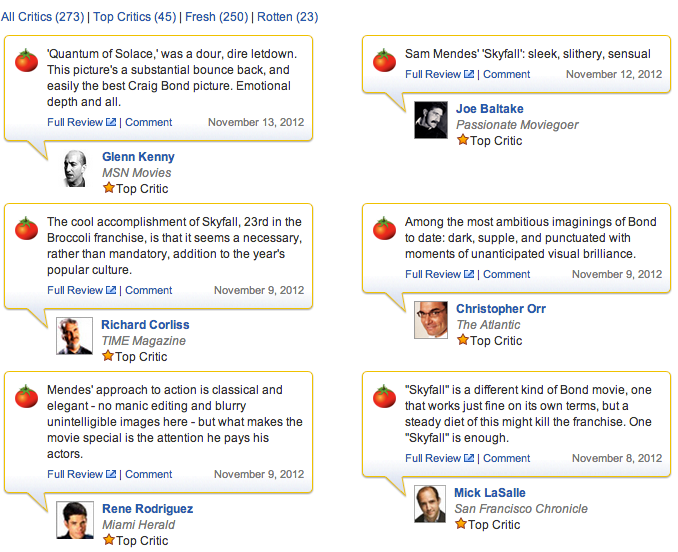 All Critics (273) | Top Critics (45) | Fresh (250) | Rotten (23)
'Quantum of Solace,' was a dour, dire letdown.
This picture's a substantial bounce back, and
easily the best Craig Bond picture. Emotional
depth and all.
Full Review | Comment November 13, 2012
Glenn Kenny
MSN Movies
Top Critic
Sam Mendes' 'Skyfall': sleek, slithery, sensual
Full Review | Comment November 12, 2012
Joe Baltake
Passionate Moviegoer
Top Critic
The cool accomplishment of Skyfall, 23rd in the
Broccoli franchise, is that it seems a necessary,
rather than mandatory, addition to the year's
popular culture.
Full Review | Comment November 9, 2012
Richard Corliss
TIME Magazine
Top Critic
Among the most ambitious imaginings of Bond
to date: dark, supple, and punctuated with
moments of unanticipated visual brilliance.
Full Review | Comment November 9, 2012
Christopher Orr
The Atlantic
Top Critic
Mendes' approach to action is classical and
elegant - no manic editing and blurry
unintelligible images here - but what makes the
movie special is the attention he pays his
actors.
Full Review | Comment November 9, 2012
Rene Rodriguez
Miami Herald
Top Critic
"Skyfall" is a different kind of Bond movie, one
that works just fine on its own terms, but a
steady diet of this might kill the franchise. One
"Skyfall" is enough.
Full Review | Comment November 8, 2012
Mick LaSalle
San Francisco Chronicle
Top Critic